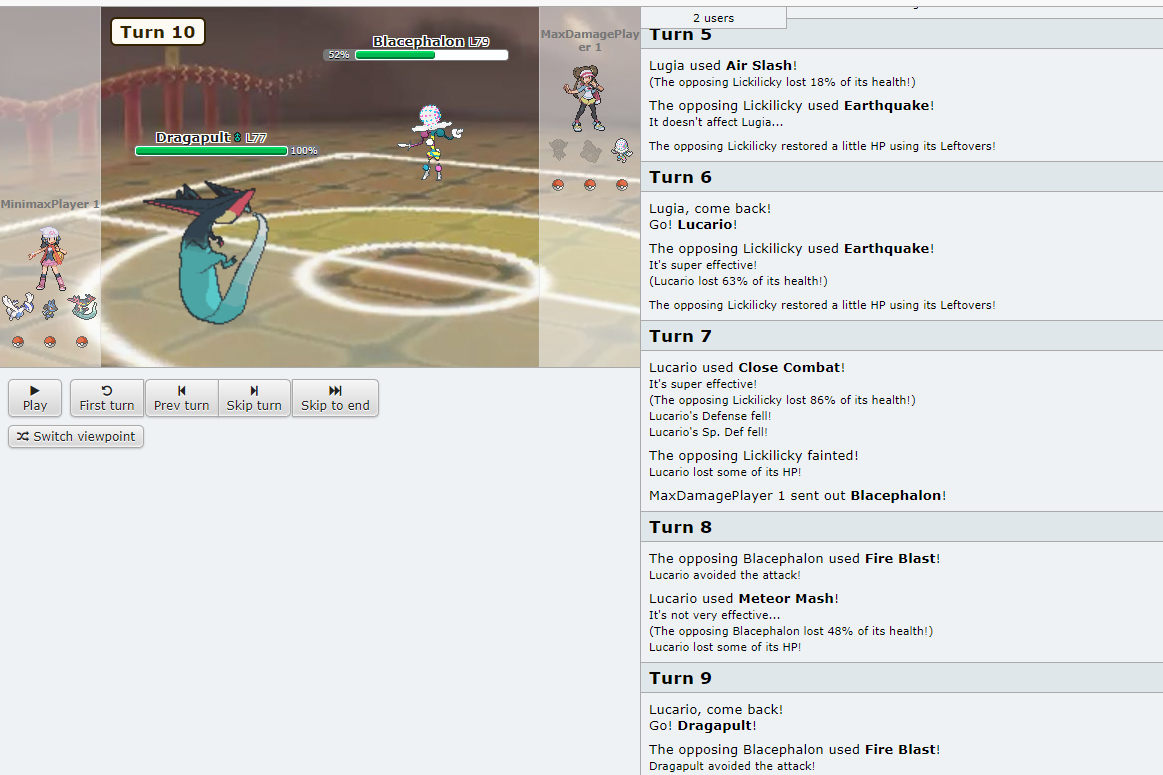 2 users
Turn 10
Blacephalon L79
52%
Dragapult L77
100%
MinimaxPlayer 1
MaxDamagePlay
er 1
Play
First turn
Prev turn
Skip turn
Skip to end
Switch viewpoint
Turn 5
Lugia used Air Slash!
(The opposing Lickilicky lost 18% of its health!)
The opposing Lickilicky used Earthquake!
It doesn't affect Lugia...
The opposing Lickilicky restored a little HP using its Leftovers!
Turn 6
Lugia, come back!
Go! Lucario!
The opposing Lickilicky used Earthquake!
It's super effective!
(Lucario lost 63% of its health!)
The opposing Lickilicky restored a little HP using its Leftovers!
Turn 7
Lucario used Close Combat!
It's super effective!
(The opposing Lickilicky lost 86% of its health!)
Lucario's Defense fell!
Lucario's Sp. Def fell!
The opposing Lickilicky fainted!
Lucario lost some of its HP!
MaxDamagePlayer 1 sent out Blacephalon!
Turn 8
The opposing Blacephalon used Fire Blast!
Lucario avoided the attack!
Lucario used Meteor Mash!
It's not very effective...
(The opposing Blacephalon lost 48% of its health!)
Lucario lost some of its HP!
Turn 9
Lucario, come back!
Go! Dragapult!
The opposing Blacephalon used Fire Blast!
Dragapult avoided the attack!